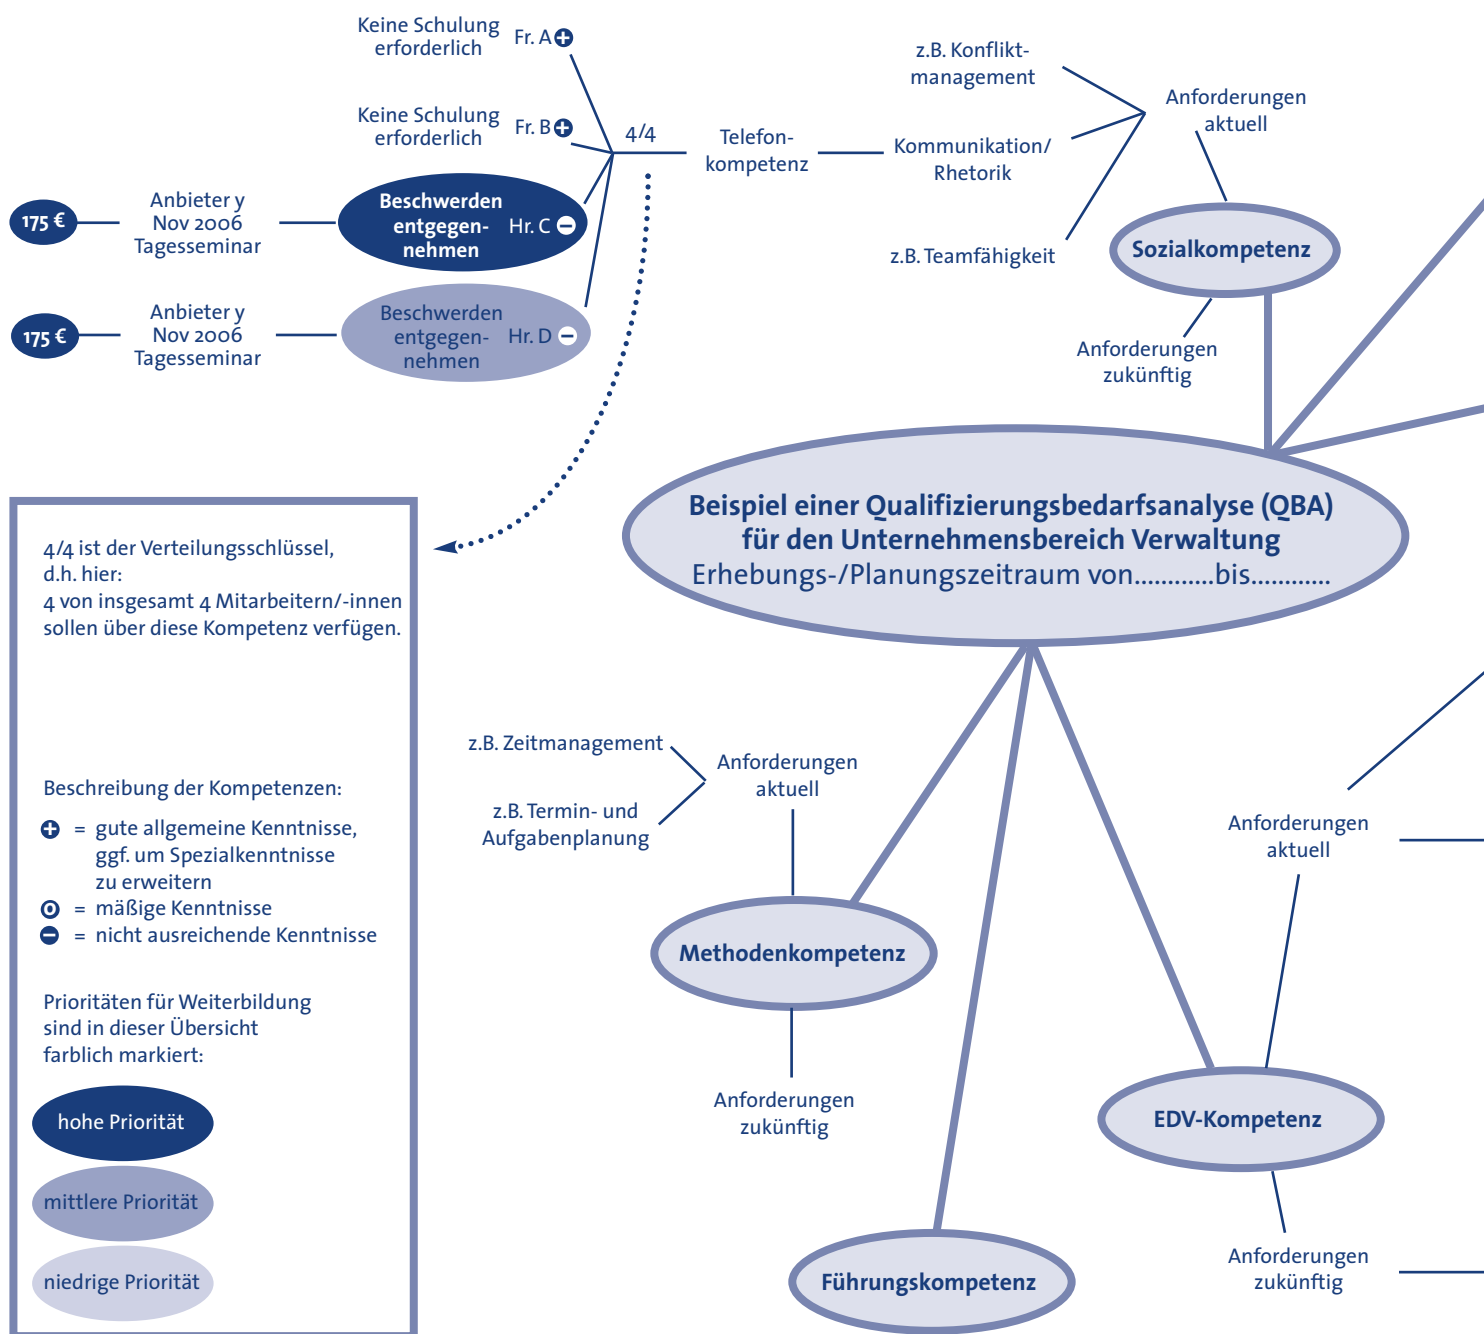 Keine Schulung
erforderlich
Fr. A
Keine Schulung
erforderlich
Fr. B
4/4
Telefon-
kompetenz
z.B. Konflikt-
management
Kommunikation/
Rhetorik
z.B. Teamfähigkeit
Anforderungen
aktuell
Sozialkompetenz
Anforderungen
zukünftig
175 €
Anbieter y
Nov 2006
Tagesseminar
Beschwerden
entgegen-
nehmen
Hr. C
175 €
Anbieter y
Nov 2006
Tagesseminar
Beschwerden
entgegen-
nehmen
Hr. D
Beispiel einer Qualifizierungsbedarfsanalyse (QBA)
für den Unternehmensbereich Verwaltung
Erhebungs-/Planungszeitraum von............bis............
4/4 ist der Verteilungsschlüssel,
d.h. hier:
4 von insgesamt 4 Mitarbeitern/-innen
sollen über diese Kompetenz verfügen.
Beschreibung der Kompetenzen:
= gute allgemeine Kenntnisse,
ggf. um Spezialkenntnisse
zu erweitern
= mäßige Kenntnisse
= nicht ausreichende Kenntnisse
Prioritäten für Weiterbildung
sind in dieser Übersicht
farblich markiert:
hohe Priorität
mittlere Priorität
niedrige Priorität
z.B. Zeitmanagement
z.B. Termin- und
Aufgabenplanung
Anforderungen
aktuell
Methodenkompetenz
Anforderungen
zukünftig
Führungskompetenz
Anforderungen
aktuell
EDV-Kompetenz
Anforderungen
zukünftig